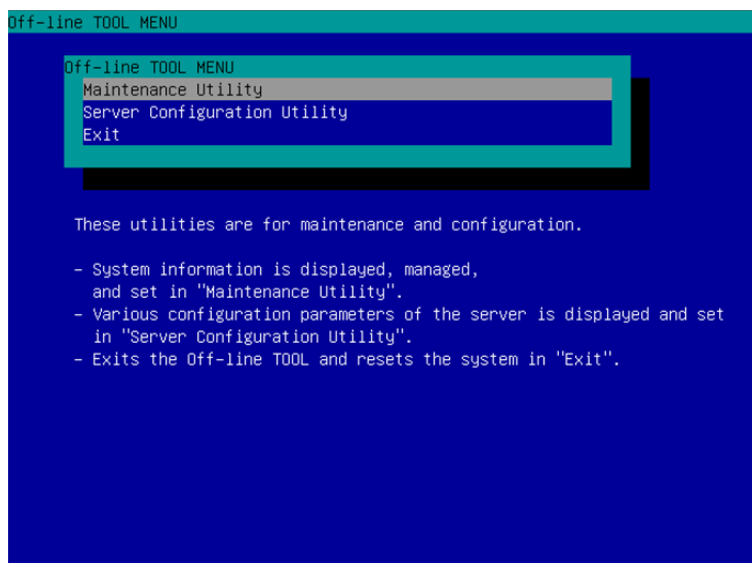 Off-line TOOL MENU
Off-line TOOL MENU
Maintenance Utility
Server Configuration Utility
Exit
These utilities are for maintenance and configuration.
- System information is displayed, managed,
and set in "Maintenance Utility".
- Various configuration parameters of the server is displayed and set
in "Server Configuration Utility".
- Exits the Off-line TOOL and resets the system in "Exit".